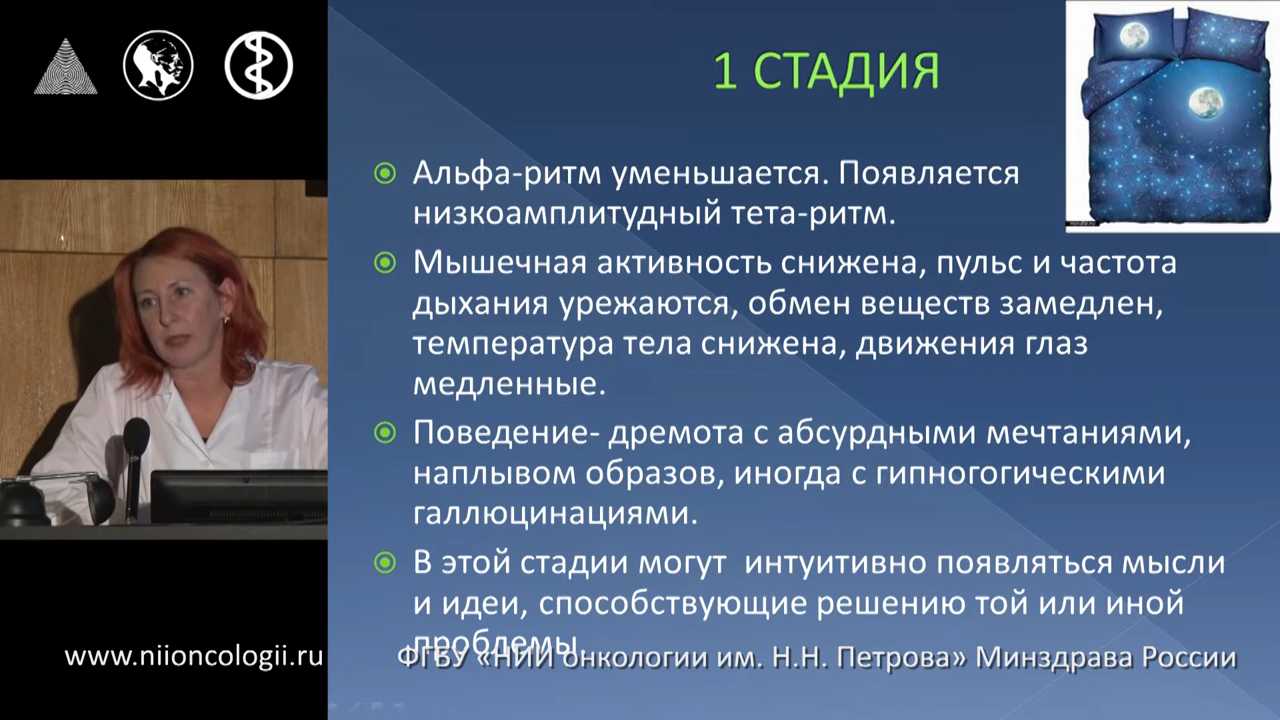 1 СТАДИЯ
Альфа-ритм уменьшается. Появляется
низкоамплитудный тета-ритм.
Мышечная активность снижена, пульс и частота
дыхания урежаются, обмен веществ замедлен,
температура тела снижена, движения глаз
медленные.
Поведение- дремота с абсурдными мечтаниями,
наплывом образов, иногда с гипногогическими
галлюцинациями.
В этой стадии могут интуитивно появляться мысли
и идеи, способствующие решению той или иной
проблемы
www.niioncologii.ru
ФГБУ «НИИ онкологии им. Н.Н. Петрова» Минздрава России